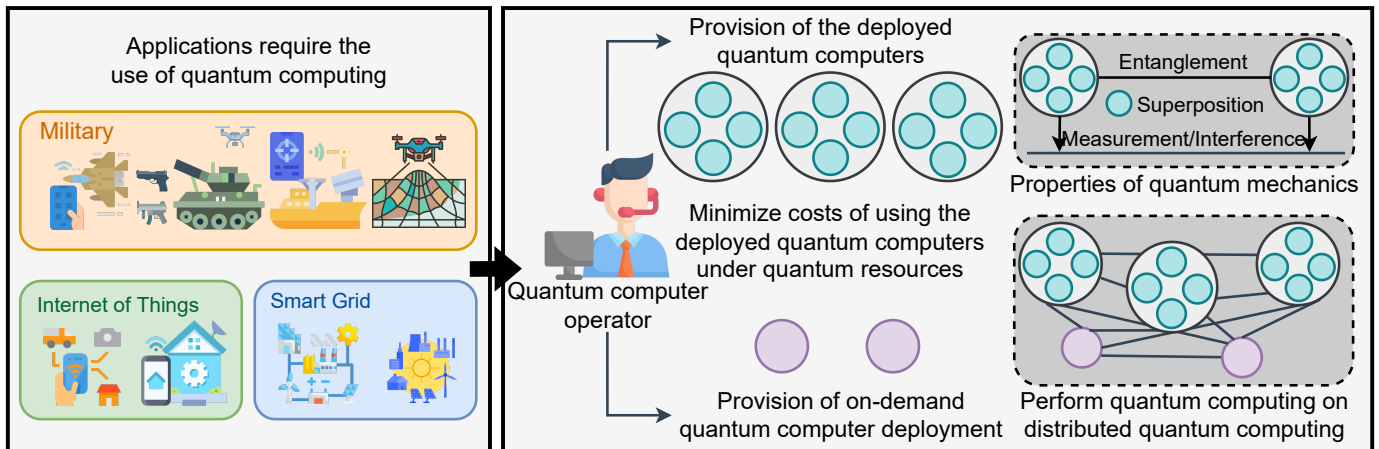 Applications require the
use of quantum computing
Military
Internet of Things
Smart Grid
Quantum computer
operator
Provision of the deployed
quantum computers
Minimize costs of using the
deployed quantum computers
under quantum resources
Provision of on-demand
quantum computer deployment
Entanglement
Superposition
Measurement/Interference
Properties of quantum mechanics
Perform quantum computing on
distributed quantum computing